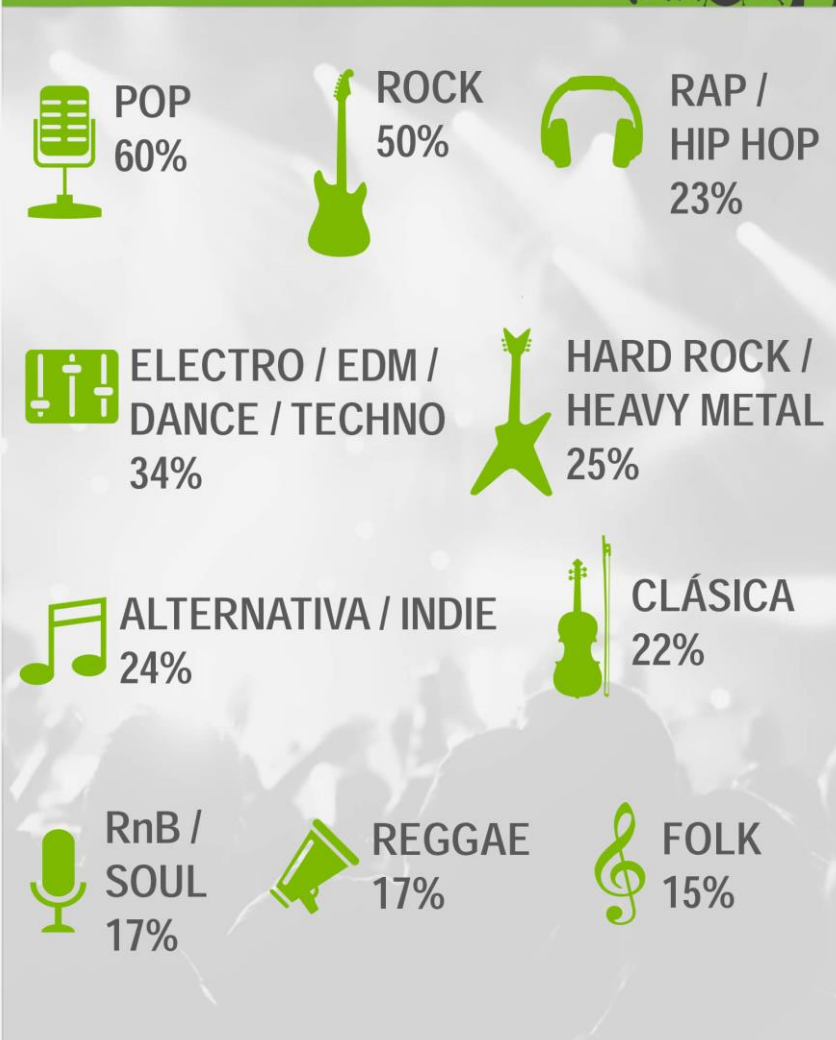 POP
60%
ROCK
50%
RAP /
HIP HOP
23%
ELECTRO / EDM /
DANCE / TECHNO
34%
HARD ROCK /
HEAVY METAL
25%
ALTERNATIVA / INDIE
24%
CLÁSICA
22%
RnB /
SOUL
17%
REGGAE
17%
FOLK
15%